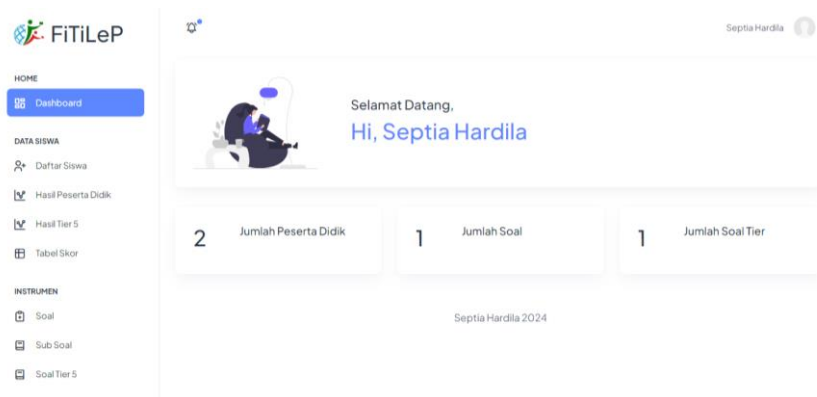 FiTiLeP
HOME
Dashboard
DATA SISWA
Daftar Siswa
Hasil Peserta Didik
Hasil Tier 5
Tabel Skor
INSTRUMEN
Soal
Sub Soal
Soal Tier 5
Septia Hardila
Selamat Datang,
Hi, Septia Hardila
2 Jumlah Peserta Didik
1 Jumlah Soal
1 Jumlah Soal Tier
Septia Hardila 2024